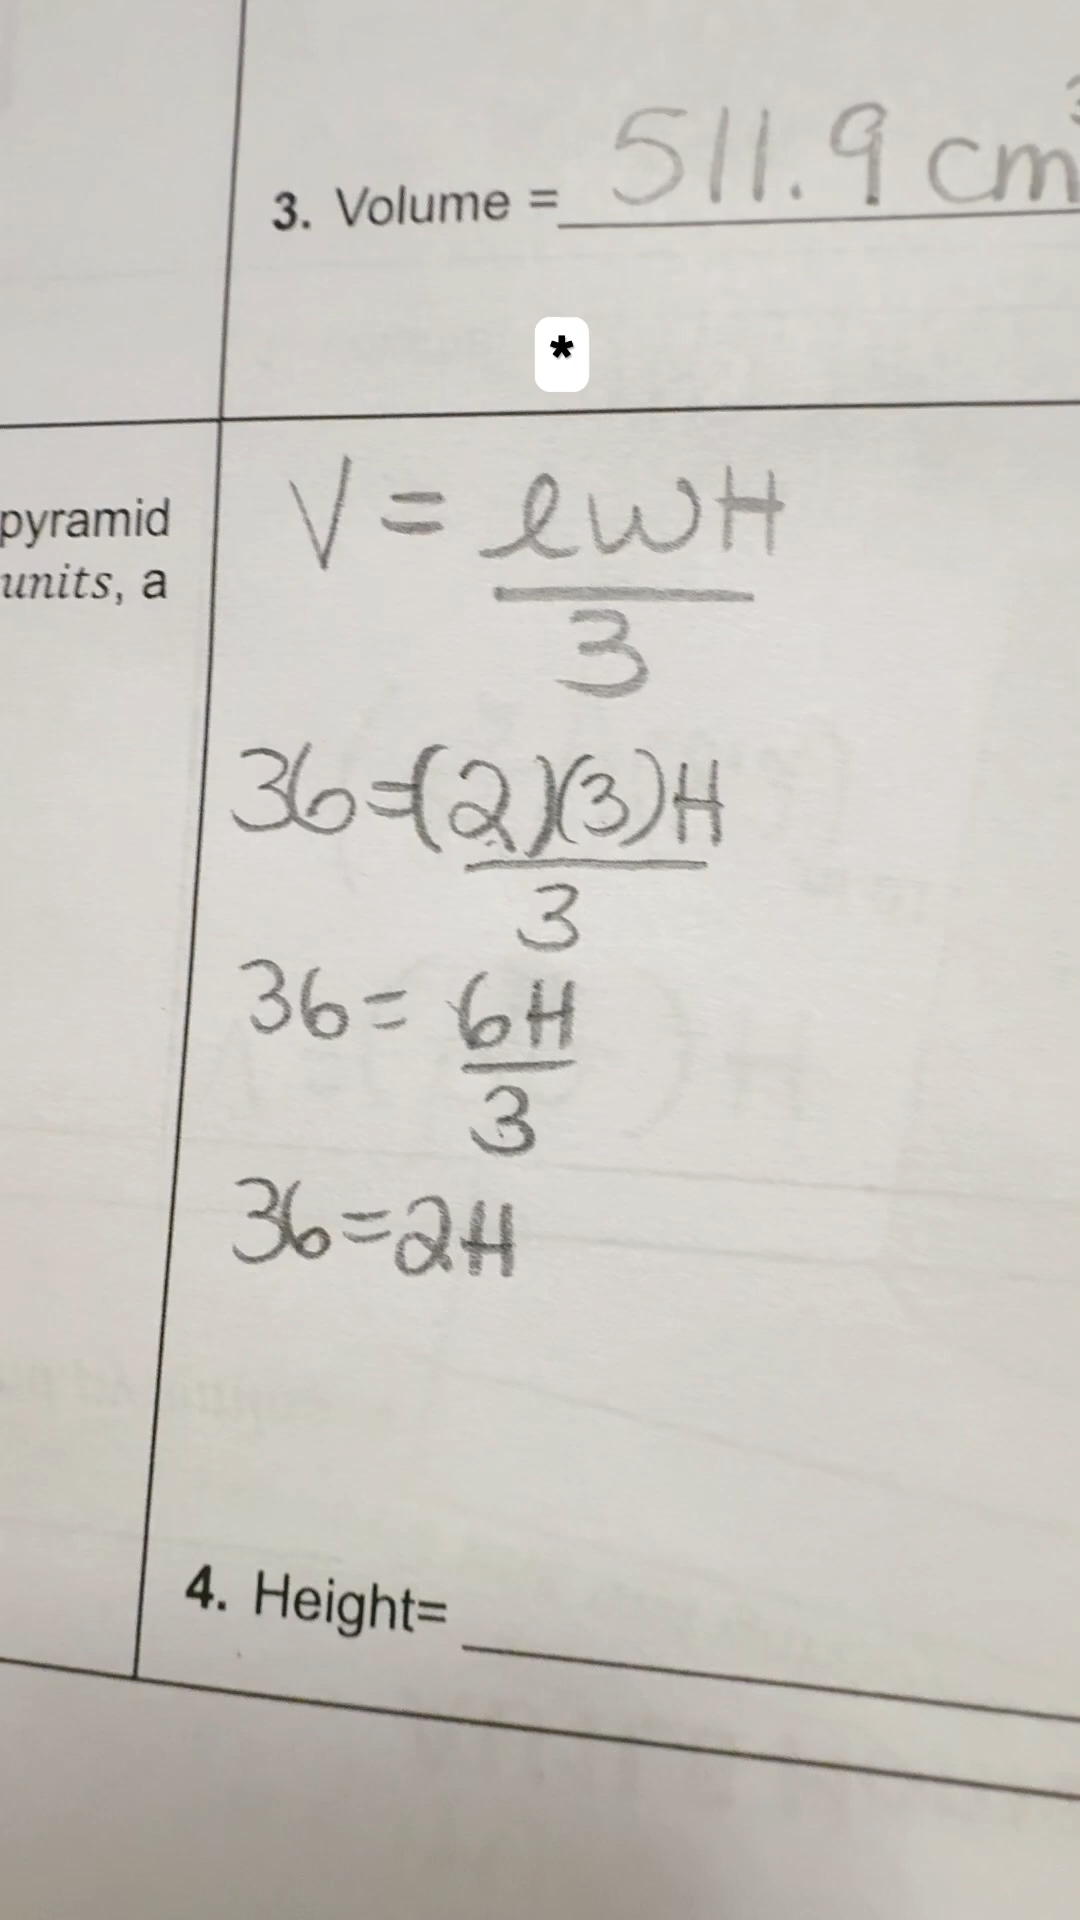 3. Volume = 511.9 cm³
*
pyramid
units, a
V = lwH
3
36=(2)(3)H
3
36= 6H
3
36=2H
4. Height=